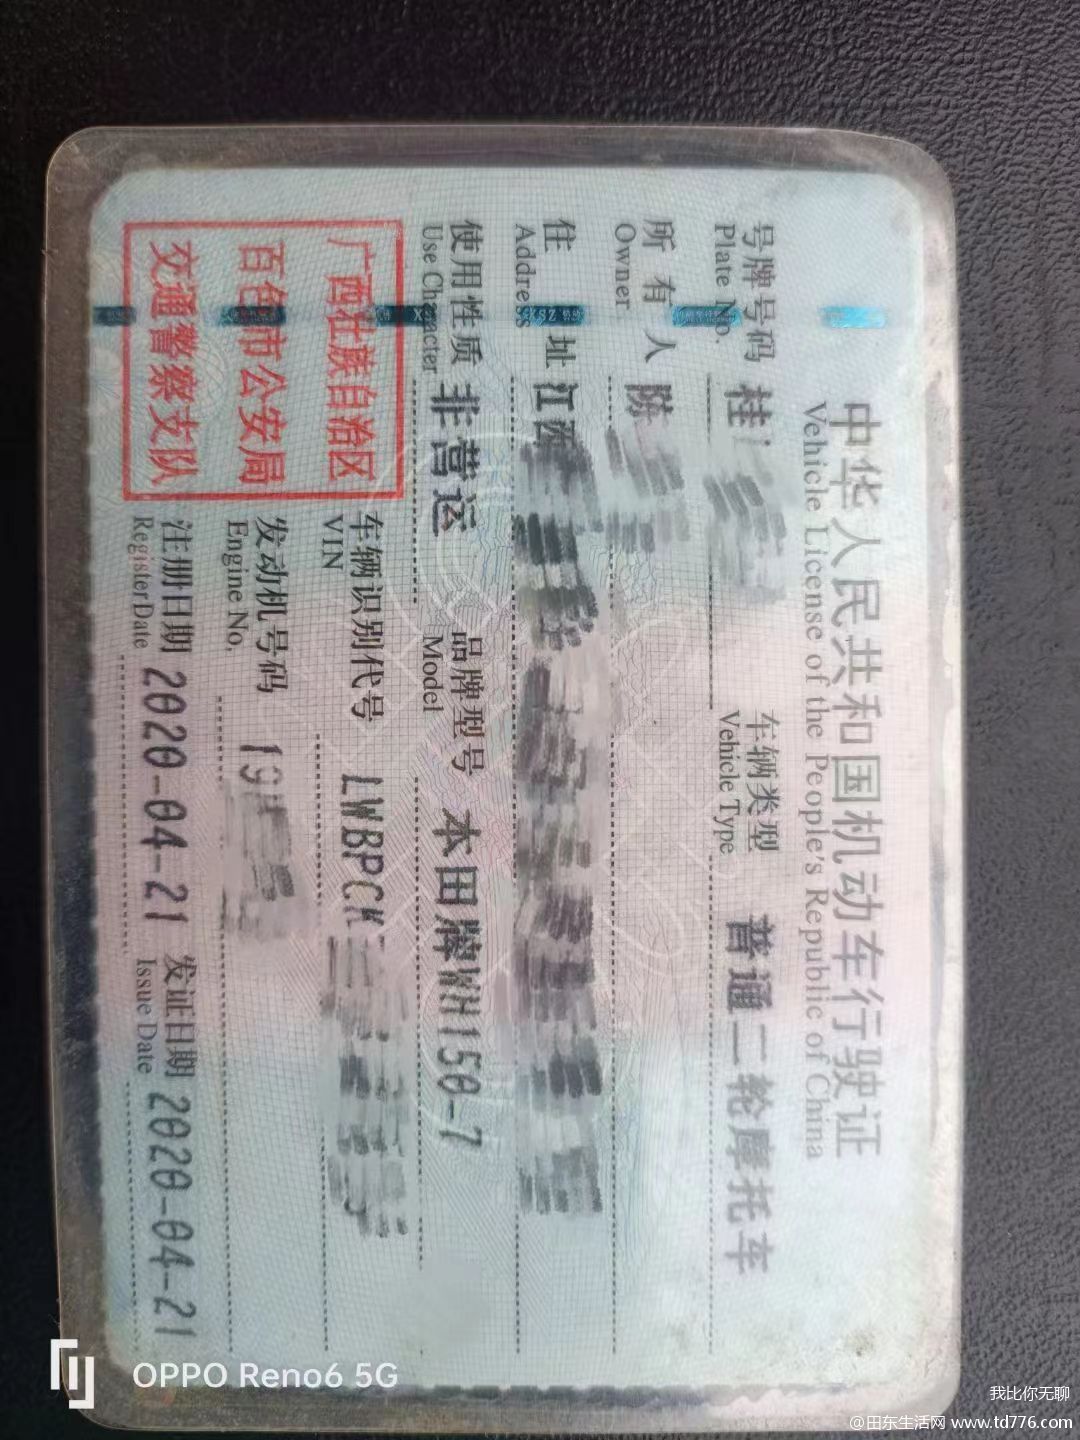 中华人民共和国机动车行驶证
Vehicle License of the People's Republic of China
号牌号码 桂 车辆类型 普通二轮摩托车
Plate No. Vehicle Type
所有人 陈
Owner
住址 江西
Address
使用性质 非营运 品牌型号 本田牌WH150-7
Use Character Model
广西壮族自治区
百色市公安局
交通警察支队
车辆识别代号 LWBPCK
VIN
发动机号码 19
Engine No.
注册日期 2020-04-21 发证日期 2020-04-21
Register Date Issue Date
OPPO Reno6 5G
我比你无聊
@田东生活网 www.td776.com